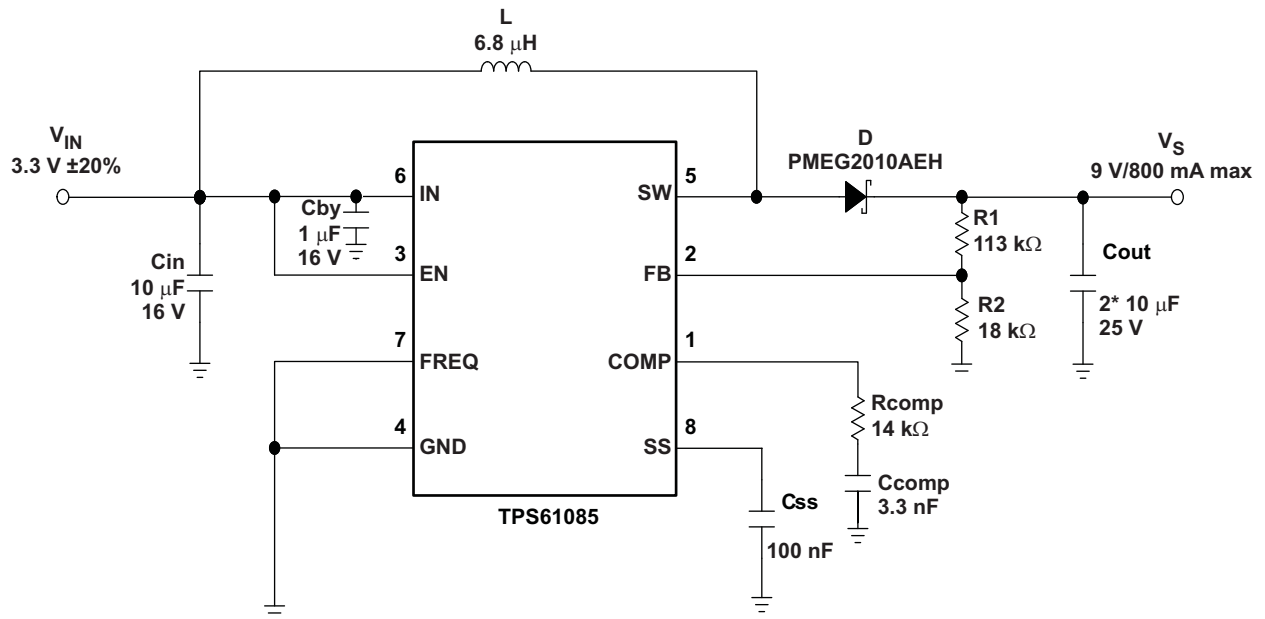 L
6.8 μH
V_IN
3.3 V ±20%
D
PMEG2010AEH
V_S
9 V/800 mA max
6
IN
SW
5
Cby
1 μF
16 V
R1
113 kΩ
Cin
10 μF
16 V
3
EN
FB
2
Cout
2* 10 μF
25 V
R2
18 kΩ
7
FREQ
COMP
1
Rcomp
14 kΩ
4
GND
SS
8
Ccomp
3.3 nF
Css
100 nF
TPS61085